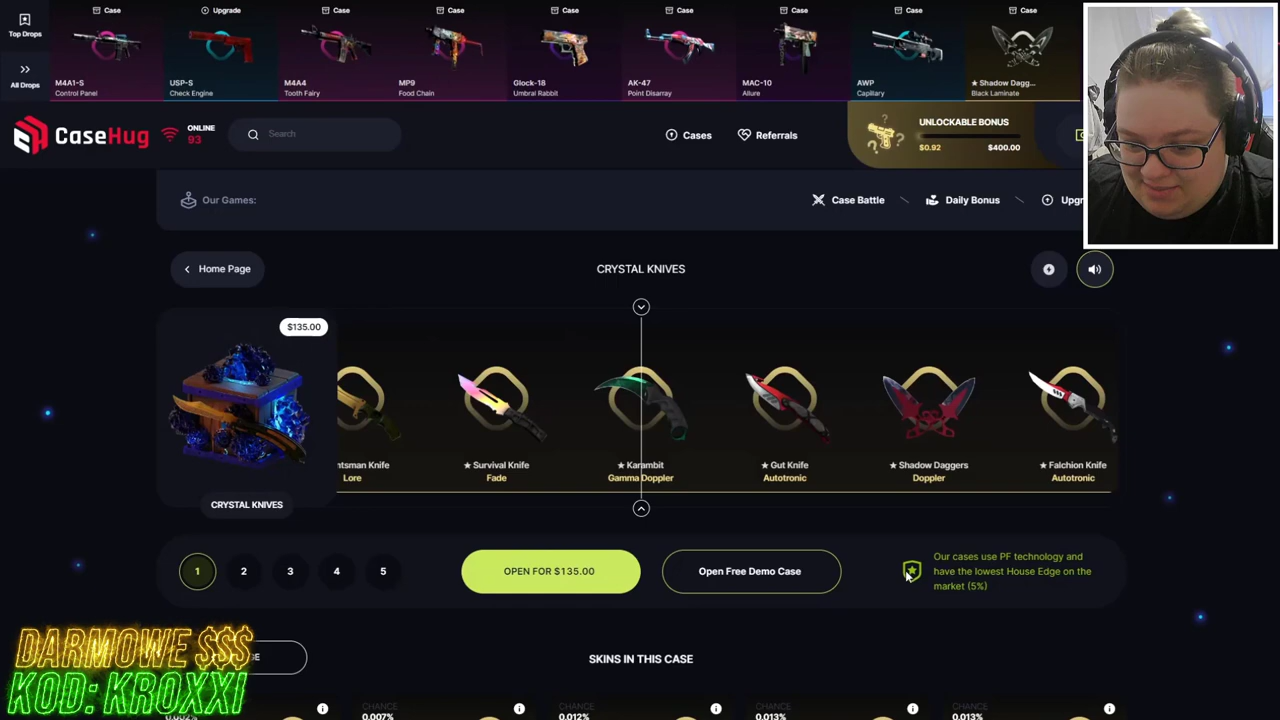 Top Drops
All Drops
Case
Upgrade
Case
Case
Case
Case
Case
Case
Case
M4A1-S
Control Panel
USP-S
Check Engine
M4A4
Tooth Fairy
MP9
Food Chain
Glock-18
Umbral Rabbit
AK-47
Point Disarray
MAC-10
Allure
AWP
Capillary
★ Shadow Dagg...
Black Laminate
CaseHug
ONLINE
93
Search
Cases
Referrals
UNLOCKABLE BONUS
$0.92
$400.00
Our Games:
Case Battle
Daily Bonus
Upgr
Home Page
CRYSTAL KNIVES
$135.00
CRYSTAL KNIVES
ntsman Knife
Lore
★ Survival Knife
Fade
★ Karambit
Gamma Doppler
★ Gut Knife
Autotronic
★ Shadow Daggers
Doppler
★ Falchion Knife
Autotronic
1
2
3
4
5
OPEN FOR $135.00
Open Free Demo Case
Our cases use PF technology and
have the lowest House Edge on the
market (5%)
DARMOWE $$$
KOD: KROXXI
SKINS IN THIS CASE
CHANCE
0.007%
CHANCE
0.012%
CHANCE
0.013%
CHANCE
0.013%